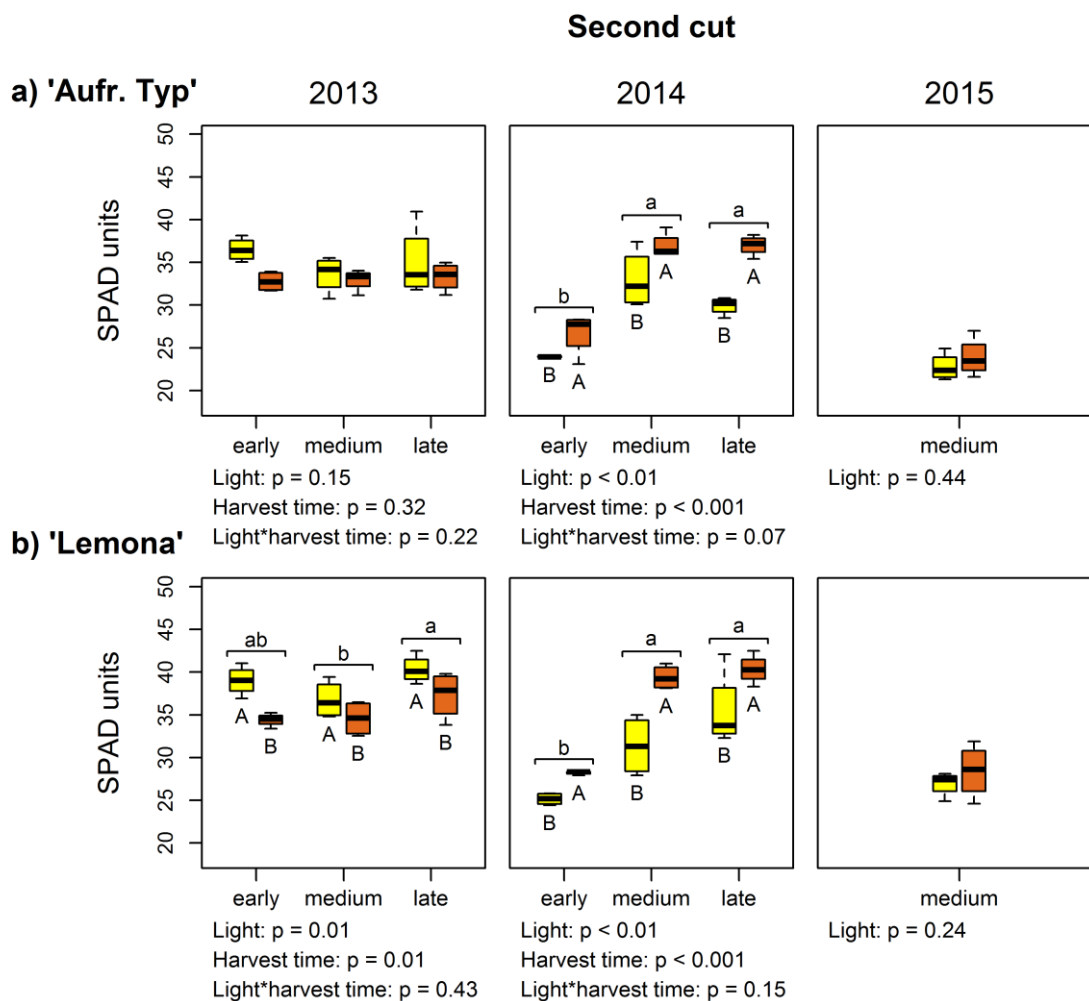 Second cut
a) 'Aufr. Typ' 2013 2014 2015
SPAD units
50
45
40
35
30
25
20
b
a
a
B
A
B
A
B
A
early medium late
early medium late
medium
Light: p = 0.15
Harvest time: p = 0.32
Light*harvest time: p = 0.22
Light: p < 0.01
Harvest time: p < 0.001
Light*harvest time: p = 0.07
Light: p = 0.44
b) 'Lemona'
SPAD units
50
45
40
35
30
25
20
ab
b
a
A
B
A
B
A
B
b
a
a
B
A
B
A
B
A
early medium late
early medium late
medium
Light: p = 0.01
Harvest time: p = 0.01
Light*harvest time: p = 0.43
Light: p < 0.01
Harvest time: p < 0.001
Light*harvest time: p = 0.15
Light: p = 0.24